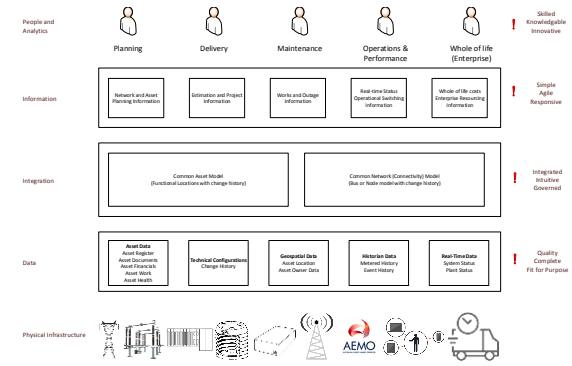 People and
Analytics
Planning
Delivery
Maintenance
Operations &
Performance
Whole of life
(Enterprise)
! Skilled
Knowledgable
Innovative
Information
Network and Asset
Planning Information
Estimation and Project
Information
Works and Outage
Information
Real-time Status
Operational Switching
Information
Whole of life costs
Enterprise Resourcing
Information
! Simple
Agile
Responsive
Integration
Common Asset Model
(Functional Locations with change history)
Common Network (Connectivity) Model
(Bus or Node model with change history)
! Integrated
Intuitive
Governed
Data
Asset Data
Asset Register
Asset Documents
Asset Financials
Asset Work
Asset Health
Technical Configurations
Change History
Geospatial Data
Asset Location
Asset Owner Data
Historian Data
Metered History
Event History
Real-Time Data
System Status
Plant Status
! Quality
Complete
Fit for Purpose
Physical Infrastructure
AEMO